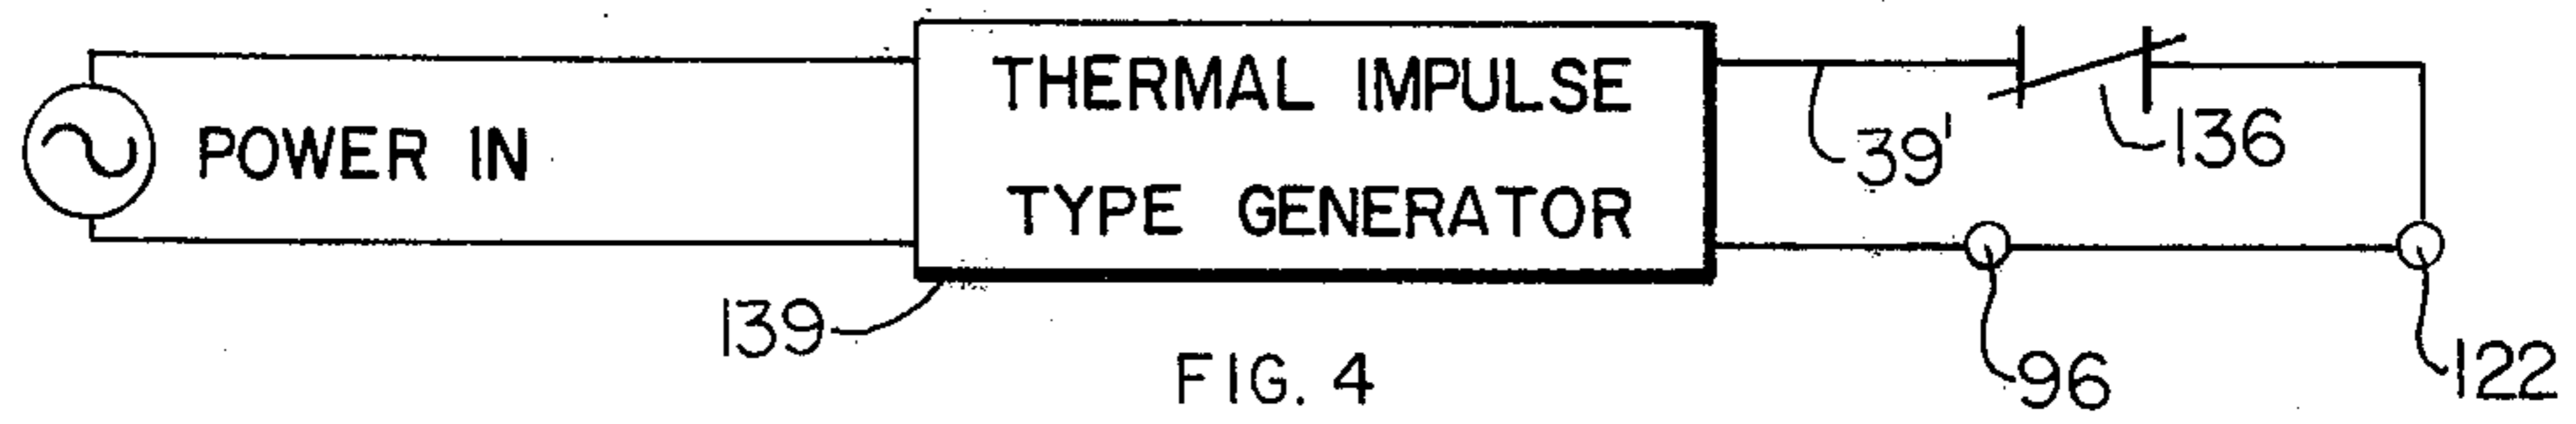 THERMAL IMPULSE
POWER IN
TYPE GENERATOR
39'
136
139
FIG. 4
96
122